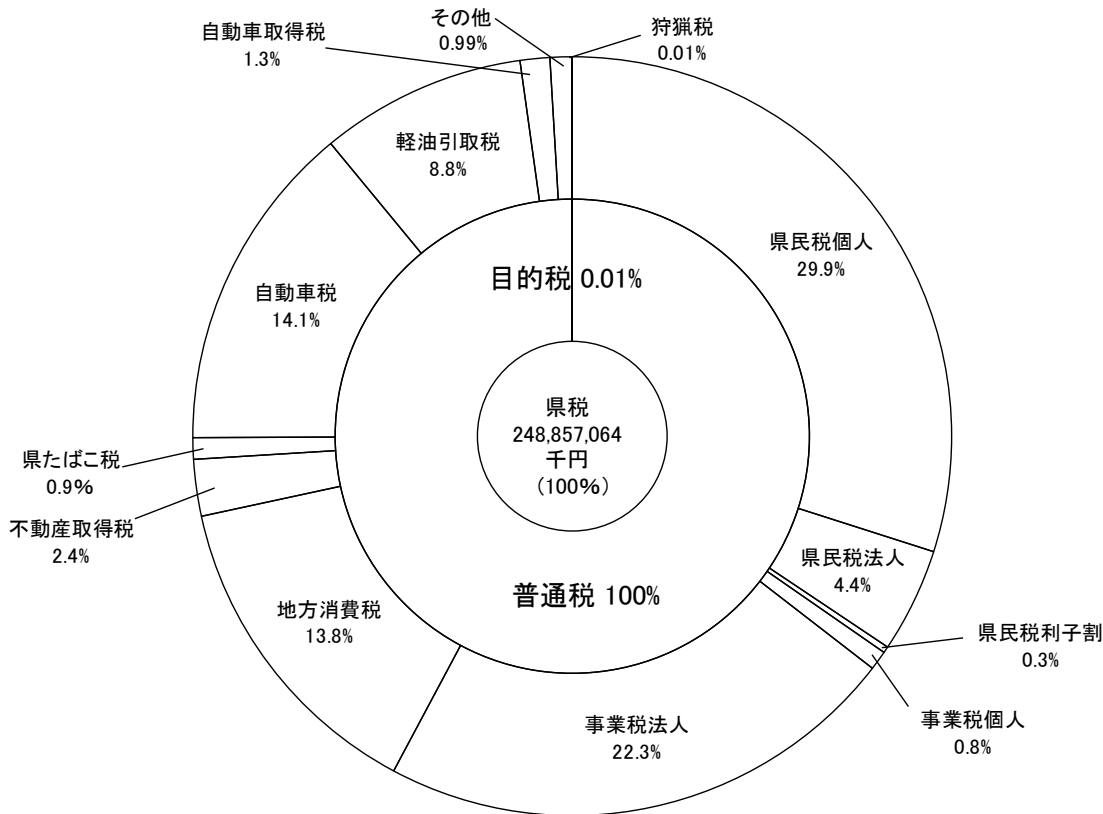 その他
0.99%
狩猟税
0.01%
自動車取得税
1.3%
軽油引取税
8.8%
県民税個人
29.9%
目的税 0.01%
自動車税
14.1%
県税
248,857,064
千円
（100%）
県たばこ税
0.9%
不動産取得税
2.4%
県民税法人
4.4%
普通税 100%
地方消費税
13.8%
県民税利子割
0.3%
事業税個人
0.8%
事業税法人
22.3%